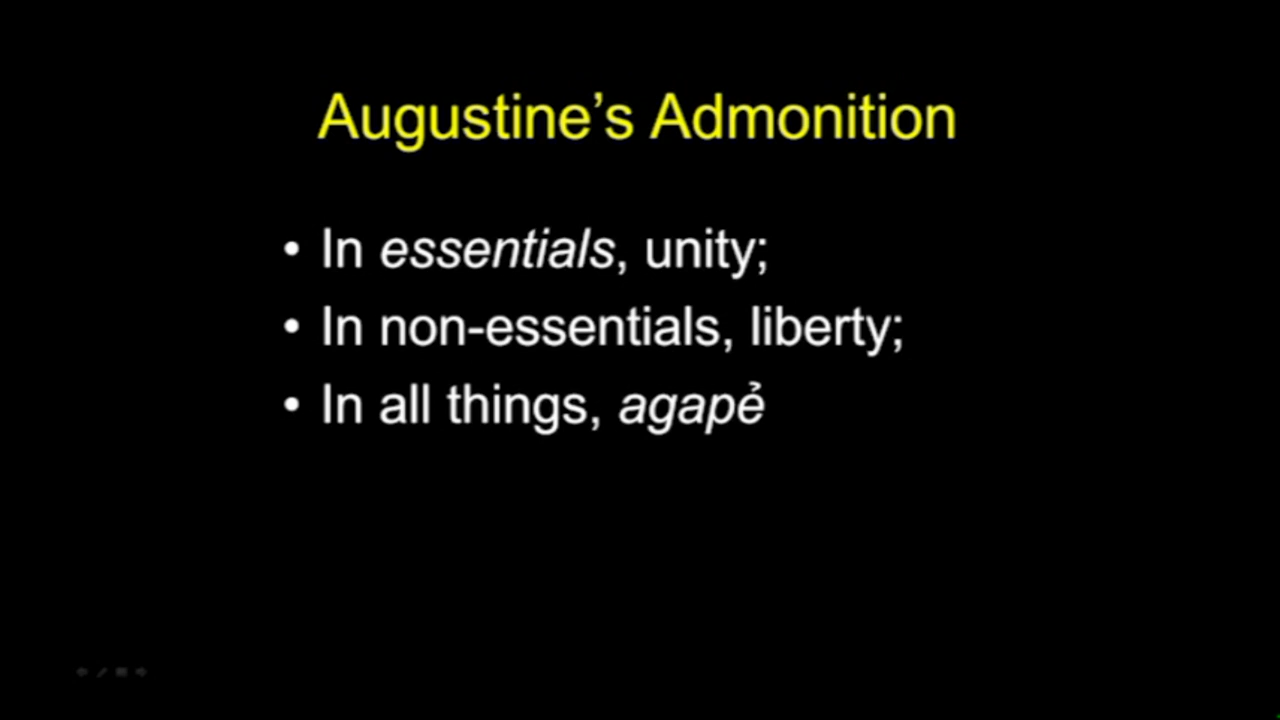 Augustine’s Admonition
• In essentials, unity;
• In non-essentials, liberty;
• In all things, agapẻ